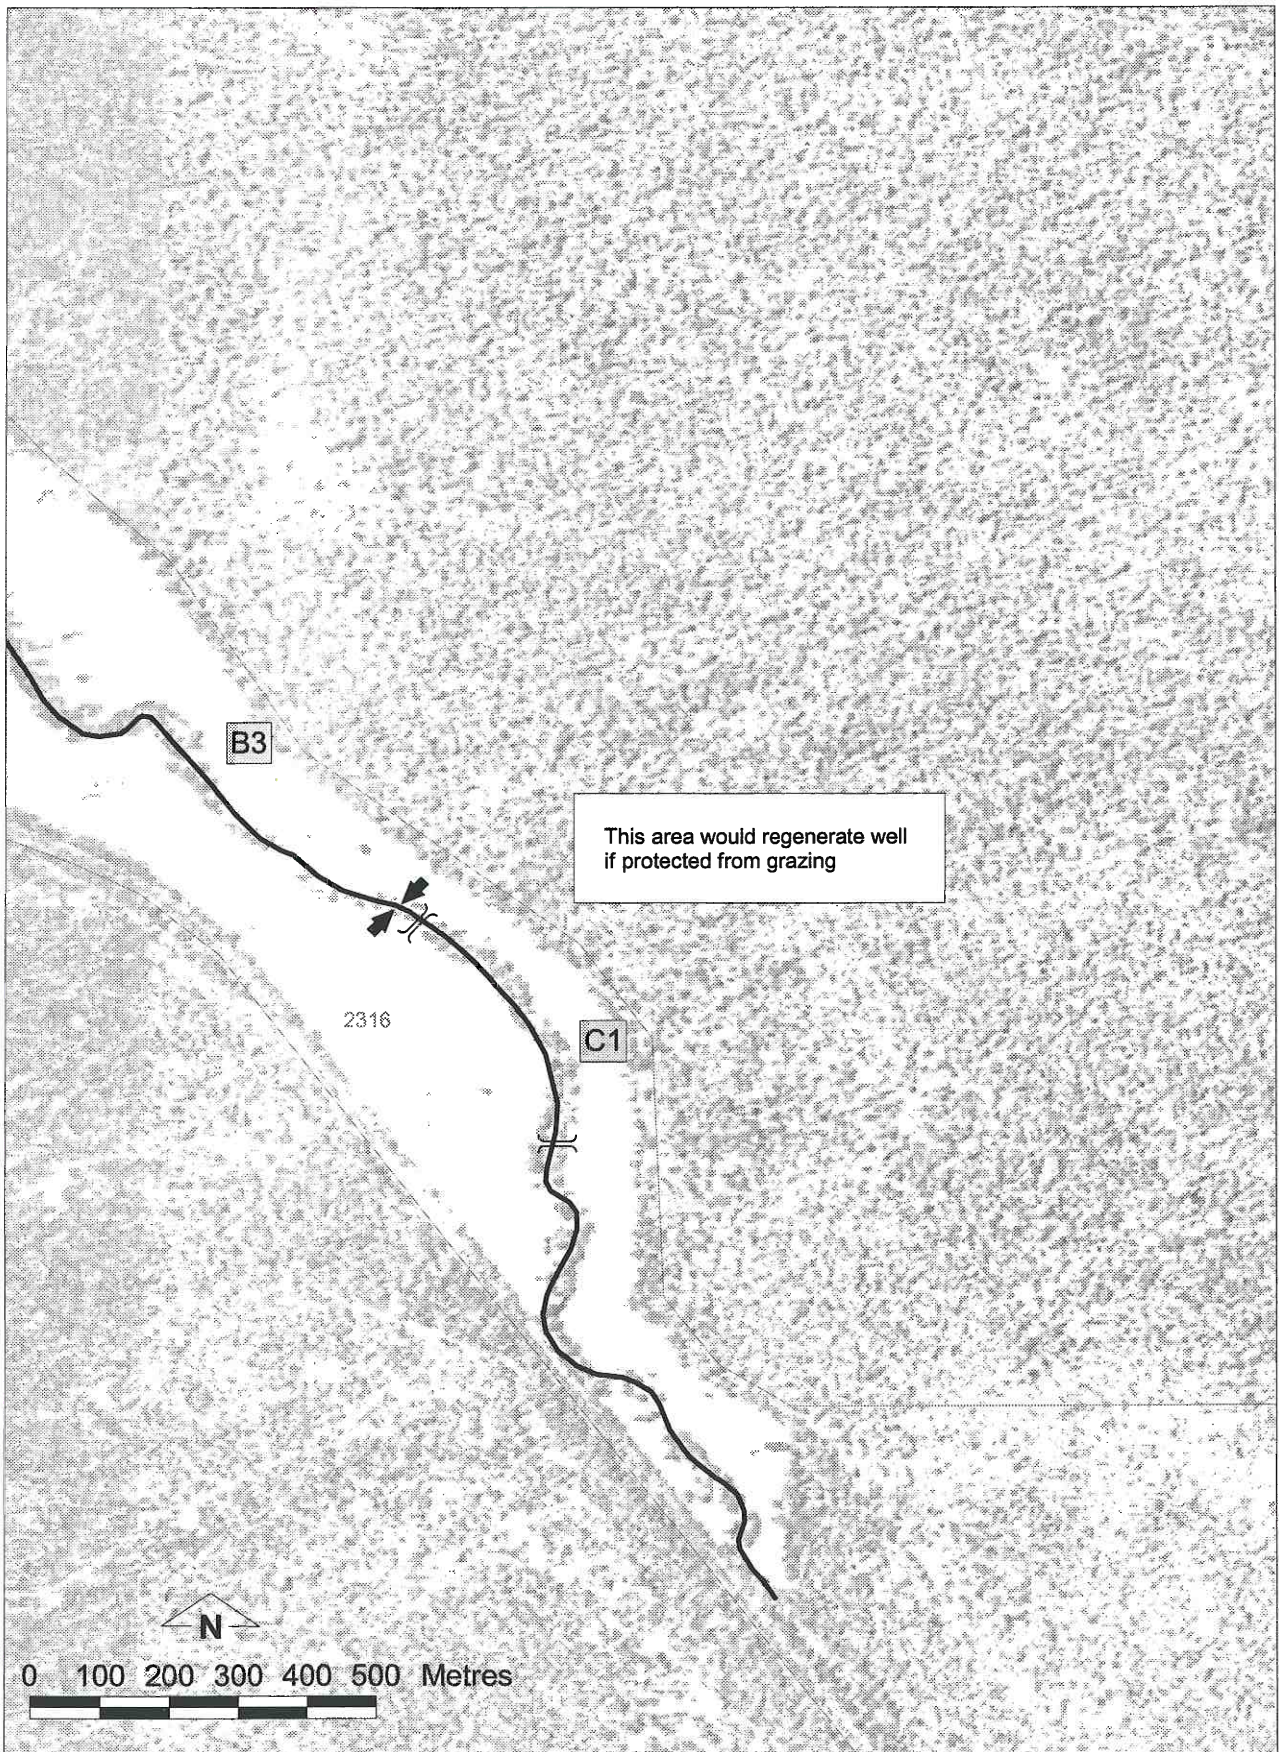 B3
This area would regenerate well
if protected from grazing
2316
C1
N
0 100 200 300 400 500 Metres